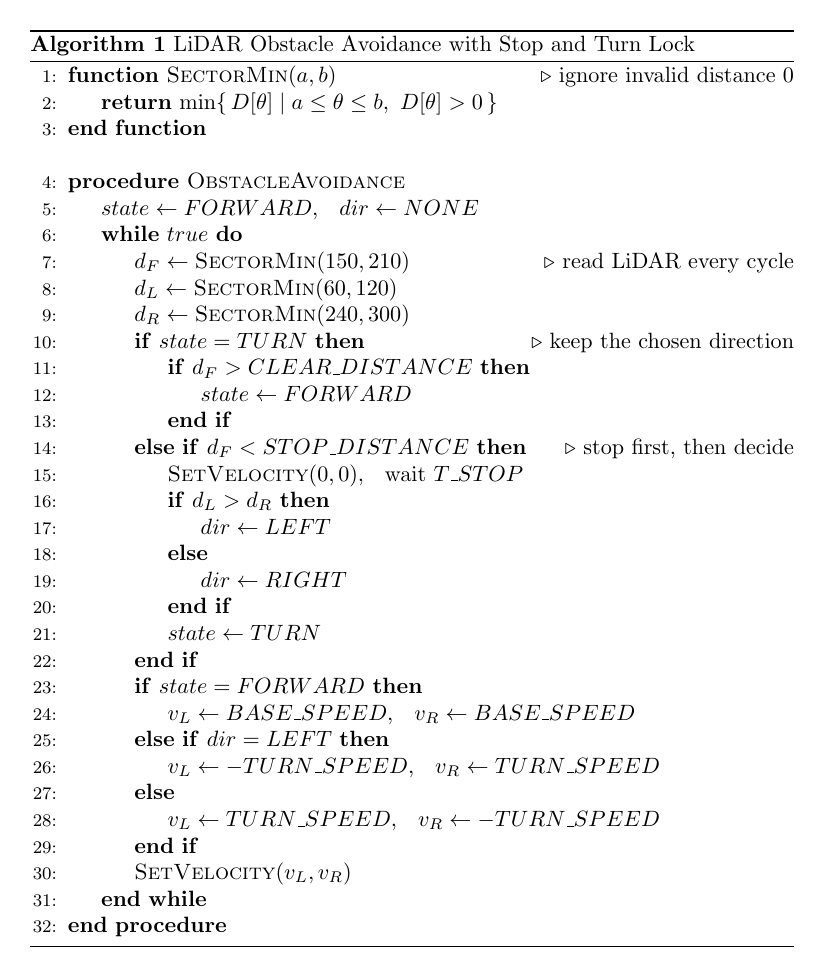 Algorithm 1 LiDAR Obstacle Avoidance with Stop and Turn Lock
1: function SectorMin(a, b) ▷ ignore invalid distance 0
2: return min{ D[θ] | a ≤ θ ≤ b, D[θ] > 0 }
3: end function
4: procedure ObstacleAvoidance
5: state ← FORWARD, dir ← NONE
6: while true do
7: d_F ← SectorMin(150, 210) ▷ read LiDAR every cycle
8: d_L ← SectorMin(60, 120)
9: d_R ← SectorMin(240, 300)
10: if state = TURN then ▷ keep the chosen direction
11: if d_F > CLEAR_DISTANCE then
12: state ← FORWARD
13: end if
14: else if d_F < STOP_DISTANCE then ▷ stop first, then decide
15: SetVelocity(0, 0), wait T_STOP
16: if d_L > d_R then
17: dir ← LEFT
18: else
19: dir ← RIGHT
20: end if
21: state ← TURN
22: end if
23: if state = FORWARD then
24: v_L ← BASE_SPEED, v_R ← BASE_SPEED
25: else if dir = LEFT then
26: v_L ← −TURN_SPEED, v_R ← TURN_SPEED
27: else
28: v_L ← TURN_SPEED, v_R ← −TURN_SPEED
29: end if
30: SetVelocity(v_L, v_R)
31: end while
32: end procedure